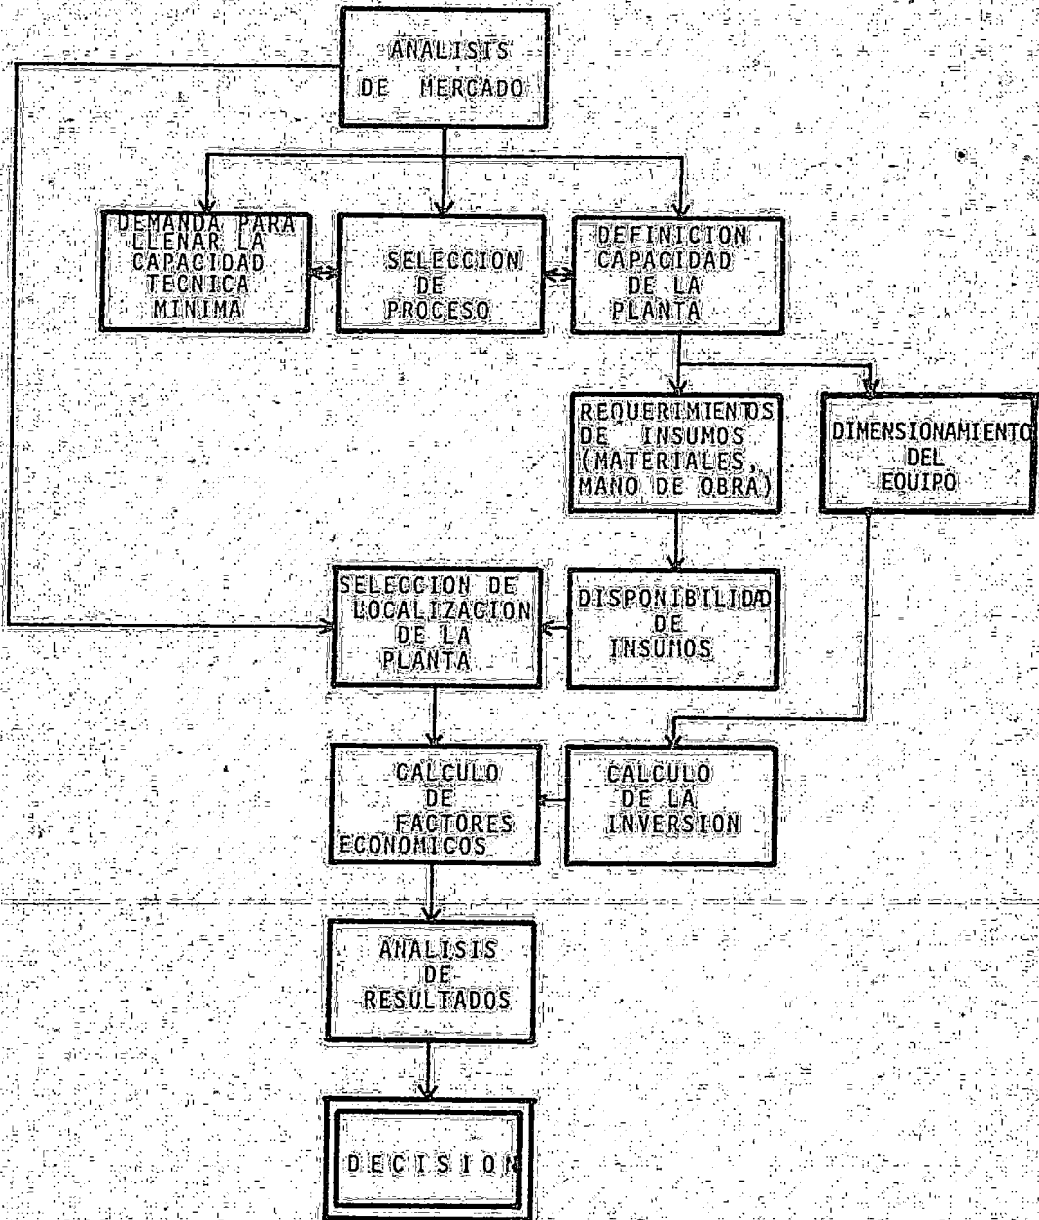 ANALISIS
DE MERCADO
DEMANDA PARA
LLENAR LA
CAPACIDAD
TECNICA
MINIMA
SELECCION
DE
PROCESO
DEFINICION
CAPACIDAD
DE LA
PLANTA
REQUERIMIENTOS
DE INSUMOS
(MATERIALES,
MANO DE OBRA)
DIMENSIONAMIENTO
DEL
EQUIPO
SELECCION DE
LOCALIZACION
DE LA
PLANTA
DISPONIBILIDAD
DE
INSUMOS
CALCULO
DE
FACTORES
ECONOMICOS
CALCULO
DE LA
INVERSION
ANALISIS
DE
RESULTADOS
DECISION